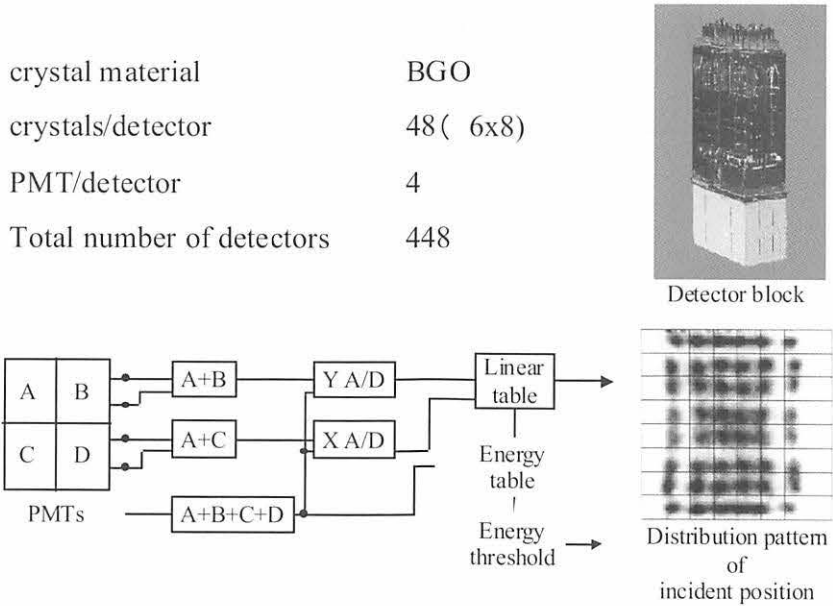 crystal material BGO
crystals/detector 48( 6x8)
PMT/detector 4
Total number of detectors 448
Detector block
A B
C D
PMTs
A+B
A+C
A+B+C+D
Y A/D
X A/D
Linear
table
Energy
table
Energy
threshold
Distribution pattern
of
incident position